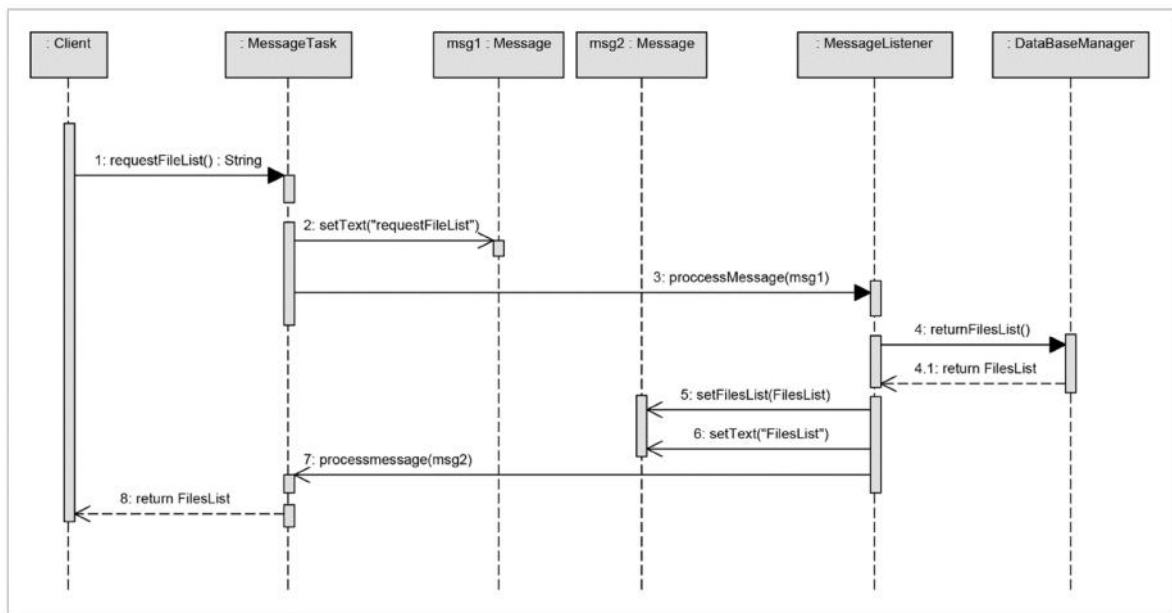 : Client
: MessageTask
msg1 : Message
msg2 : Message
: MessageListener
: DataBaseManager
1: requestFileList() : String
2: setText("requestFileList")
3: proccessMessage(msg1)
4: returnFilesList()
4.1: return FilesList
5: setFilesList(FilesList)
6: setText("FilesList")
7: processmessage(msg2)
8: return FilesList